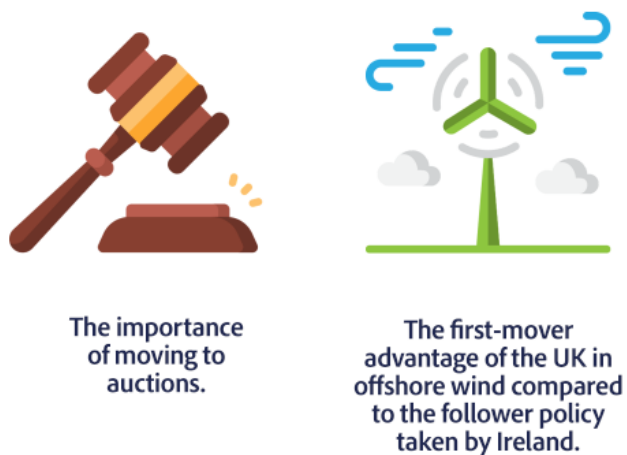 The importance
of moving to
auctions.
The first-mover
advantage of the UK in
offshore wind compared
to the follower policy
taken by Ireland.